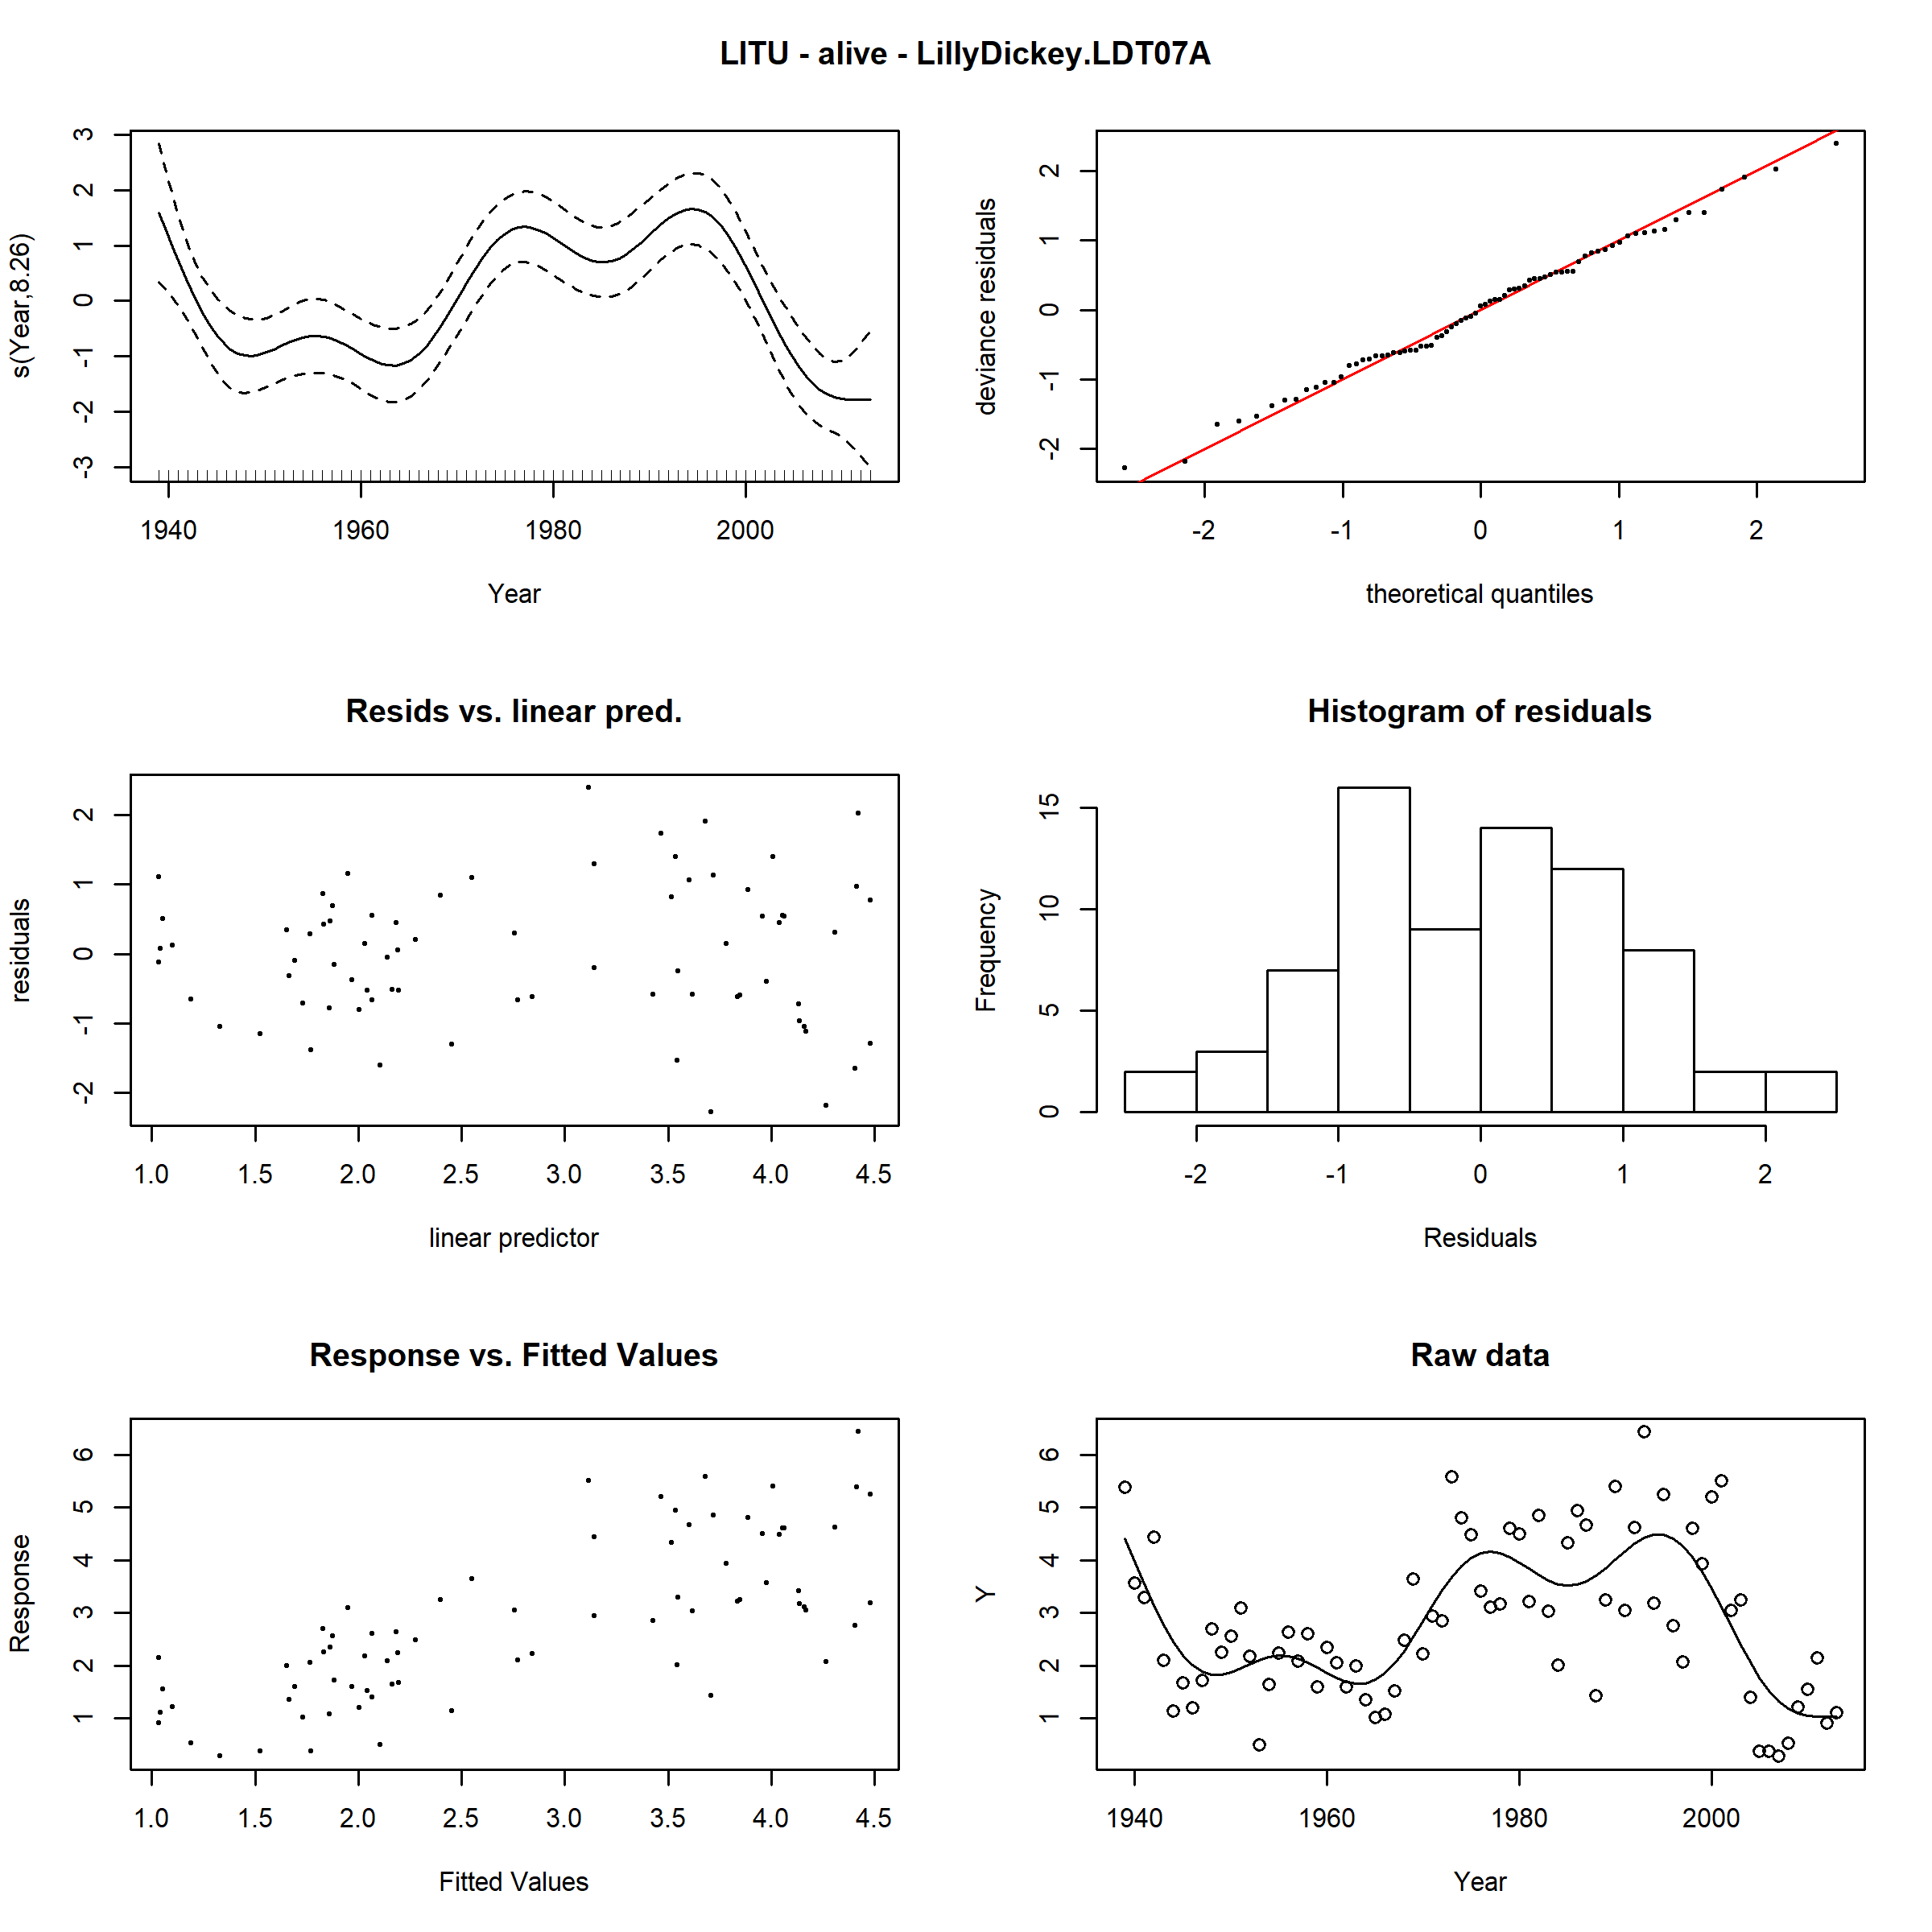 LITU - alive - LillyDickey.LDT07A
s(Year,8.26)
3
2
1
0
-1
-2
-3
1940 1960 1980 2000
Year
deviance residuals
2
1
0
-1
-2
-2 -1 0 1 2
theoretical quantiles
Resids vs. linear pred.
residuals
2
1
0
-1
-2
1.0 1.5 2.0 2.5 3.0 3.5 4.0 4.5
linear predictor
Histogram of residuals
Frequency
15
10
5
0
-2 -1 0 1 2
Residuals
Response vs. Fitted Values
Response
6
5
4
3
2
1
1.0 1.5 2.0 2.5 3.0 3.5 4.0 4.5
Fitted Values
Raw data
Y
6
5
4
3
2
1
1940 1960 1980 2000
Year